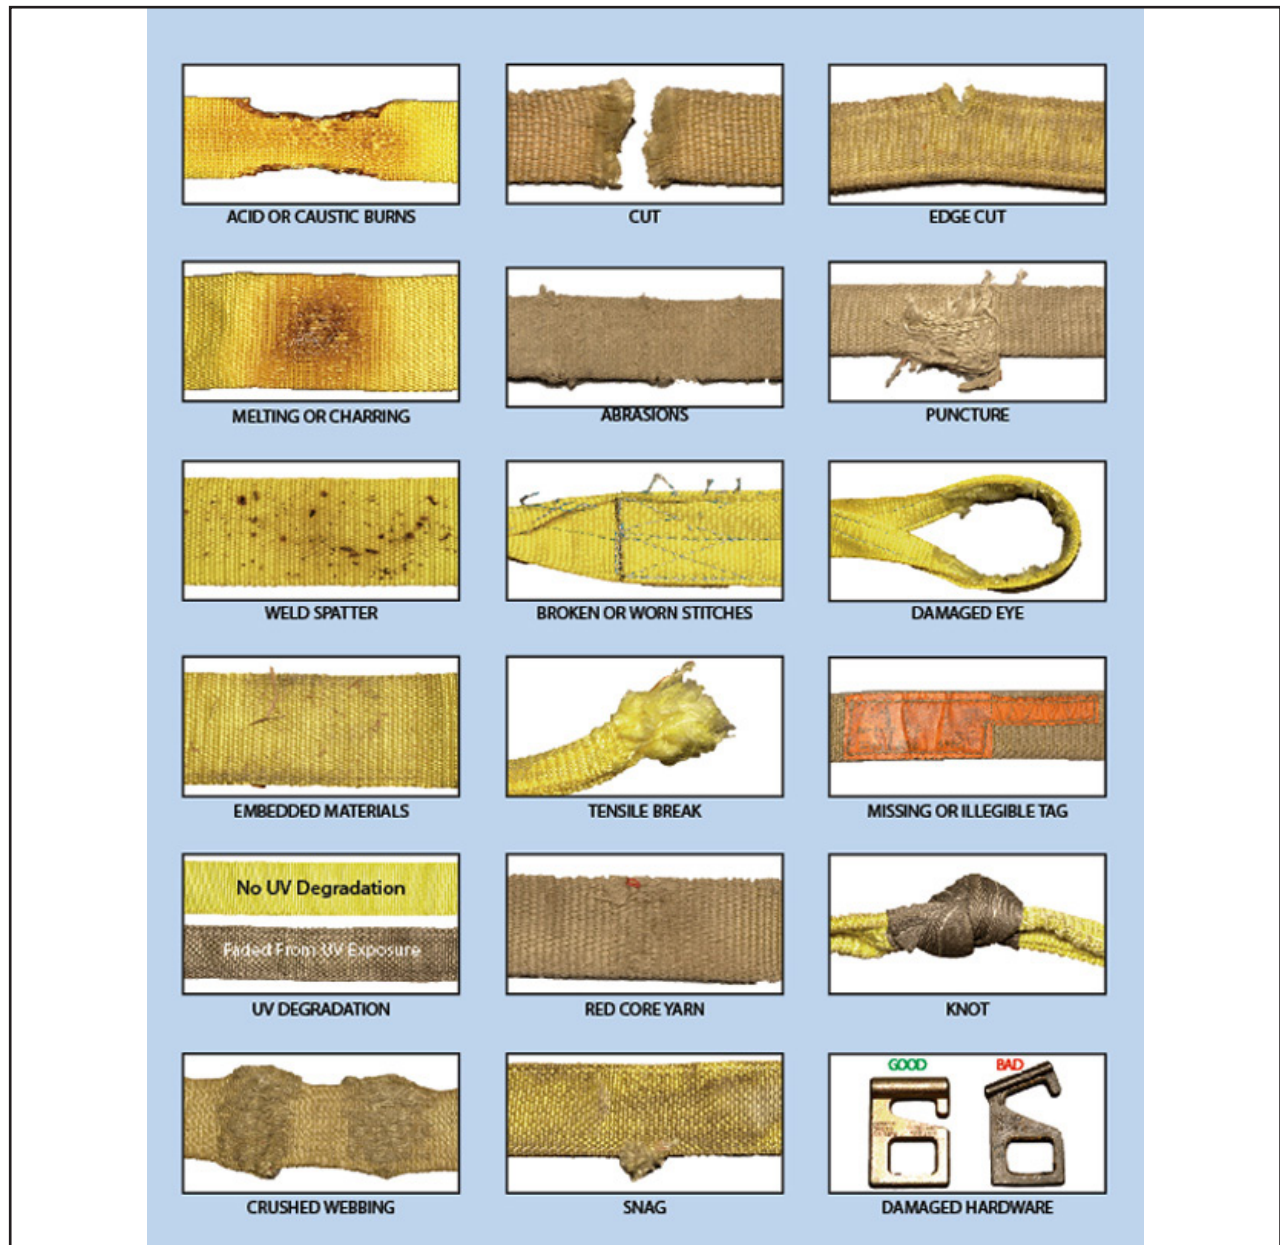 ACID OR CAUSTIC BURNS
CUT
EDGE CUT
MELTING OR CHARRING
ABRASIONS
PUNCTURE
WELD SPATTER
BROKEN OR WORN STITCHES
DAMAGED EYE
EMBEDDED MATERIALS
TENSILE BREAK
MISSING OR ILLEGIBLE TAG
No UV Degradation
Faded From UV Exposure
UV DEGRADATION
RED CORE YARN
KNOT
CRUSHED WEBBING
SNAG
GOOD
BAD
DAMAGED HARDWARE